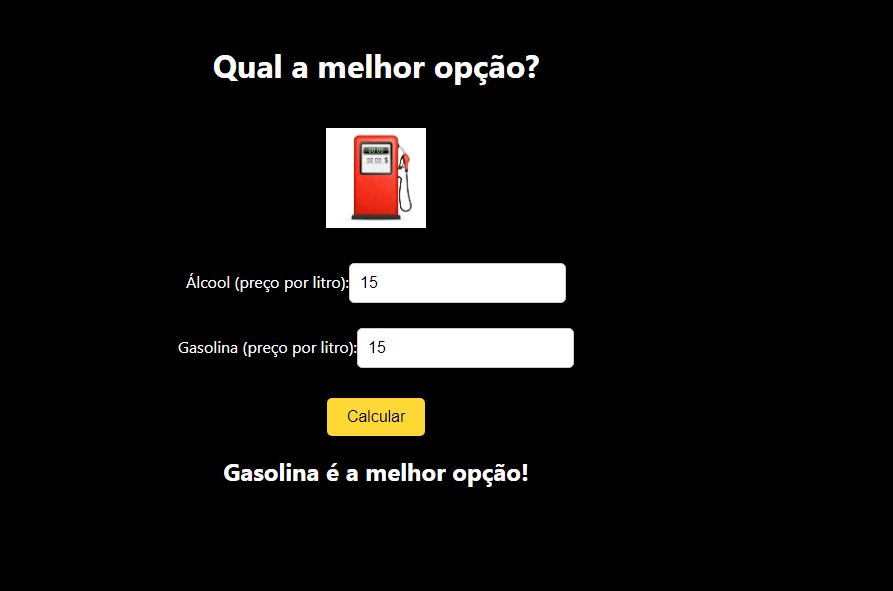 Qual a melhor opção?
Álcool (preço por litro): 15
Gasolina (preço por litro): 15
Calcular
Gasolina é a melhor opção!